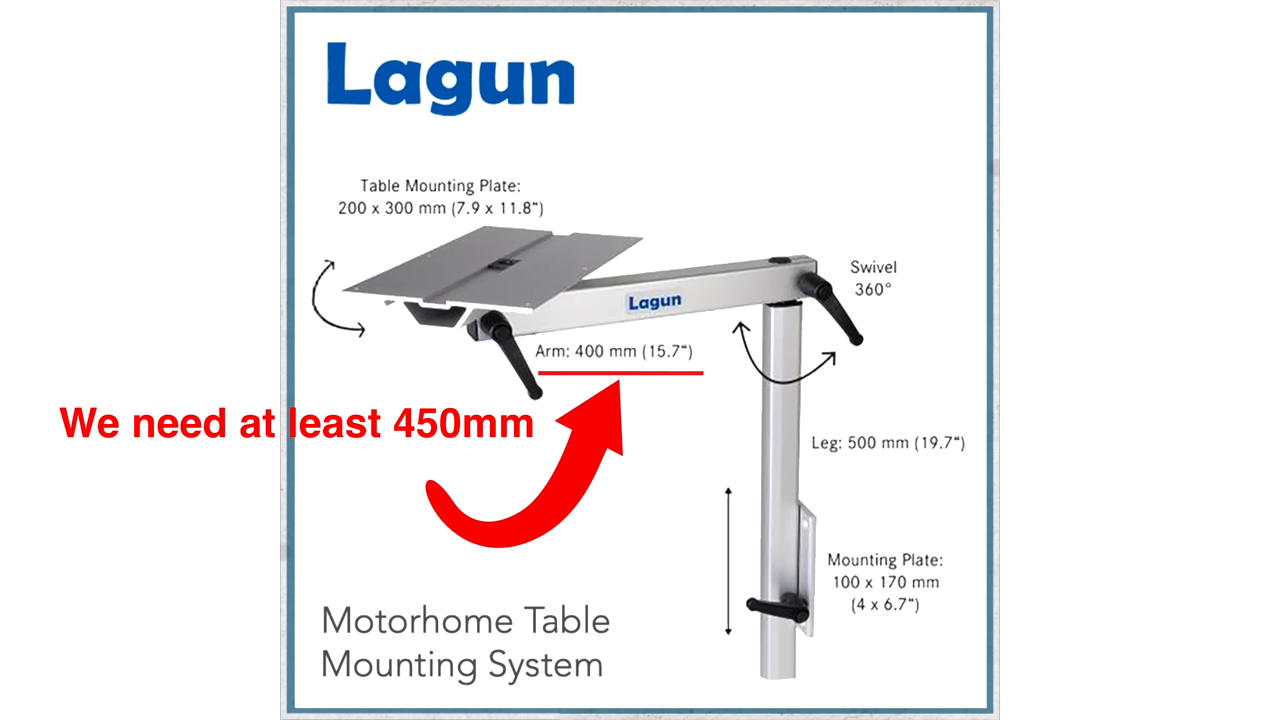 Lagun
Table Mounting Plate:
200 x 300 mm (7.9 x 11.8")
Swivel
360°
Lagun
Arm: 400 mm (15.7")
We need at least 450mm
Leg: 500 mm (19.7")
Mounting Plate:
100 x 170 mm
(4 x 6.7")
Motorhome Table
Mounting System